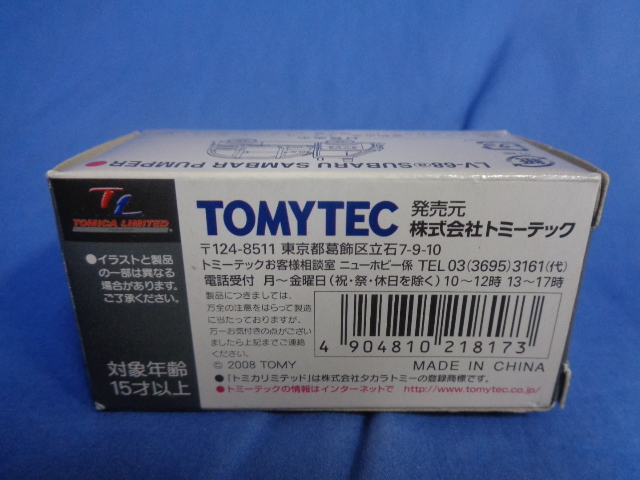 LV-68ⓐSUBARU SAMBAR PUMPER●
紙
TL
TOMICA LIMITED
●イラストと製品
の一部は異なる
場合があります。
ご了承ください。
対象年齢
15才以上
TOMYTEC 発売元 株式会社トミーテック
〒124-8511 東京都葛飾区立石7-9-10
トミーテックお客様相談室 ニューホビー係 TEL 03(3695)3161(代)
電話受付 月〜金曜日(祝・祭・休日を除く)10〜12時 13〜17時
製品につきましては、
万全の注意をはらって製造
に当たっておりますが、
万一お気付きの点がござい
ましたら上記までご連絡
ください。
© 2008 TOMY
4 904810 218173
MADE IN CHINA
●「トミカリミテッド」は株式会社タカラトミーの登録商標です。
●トミーテックの情報はインターネットで http://www.tomytec.co.jp/